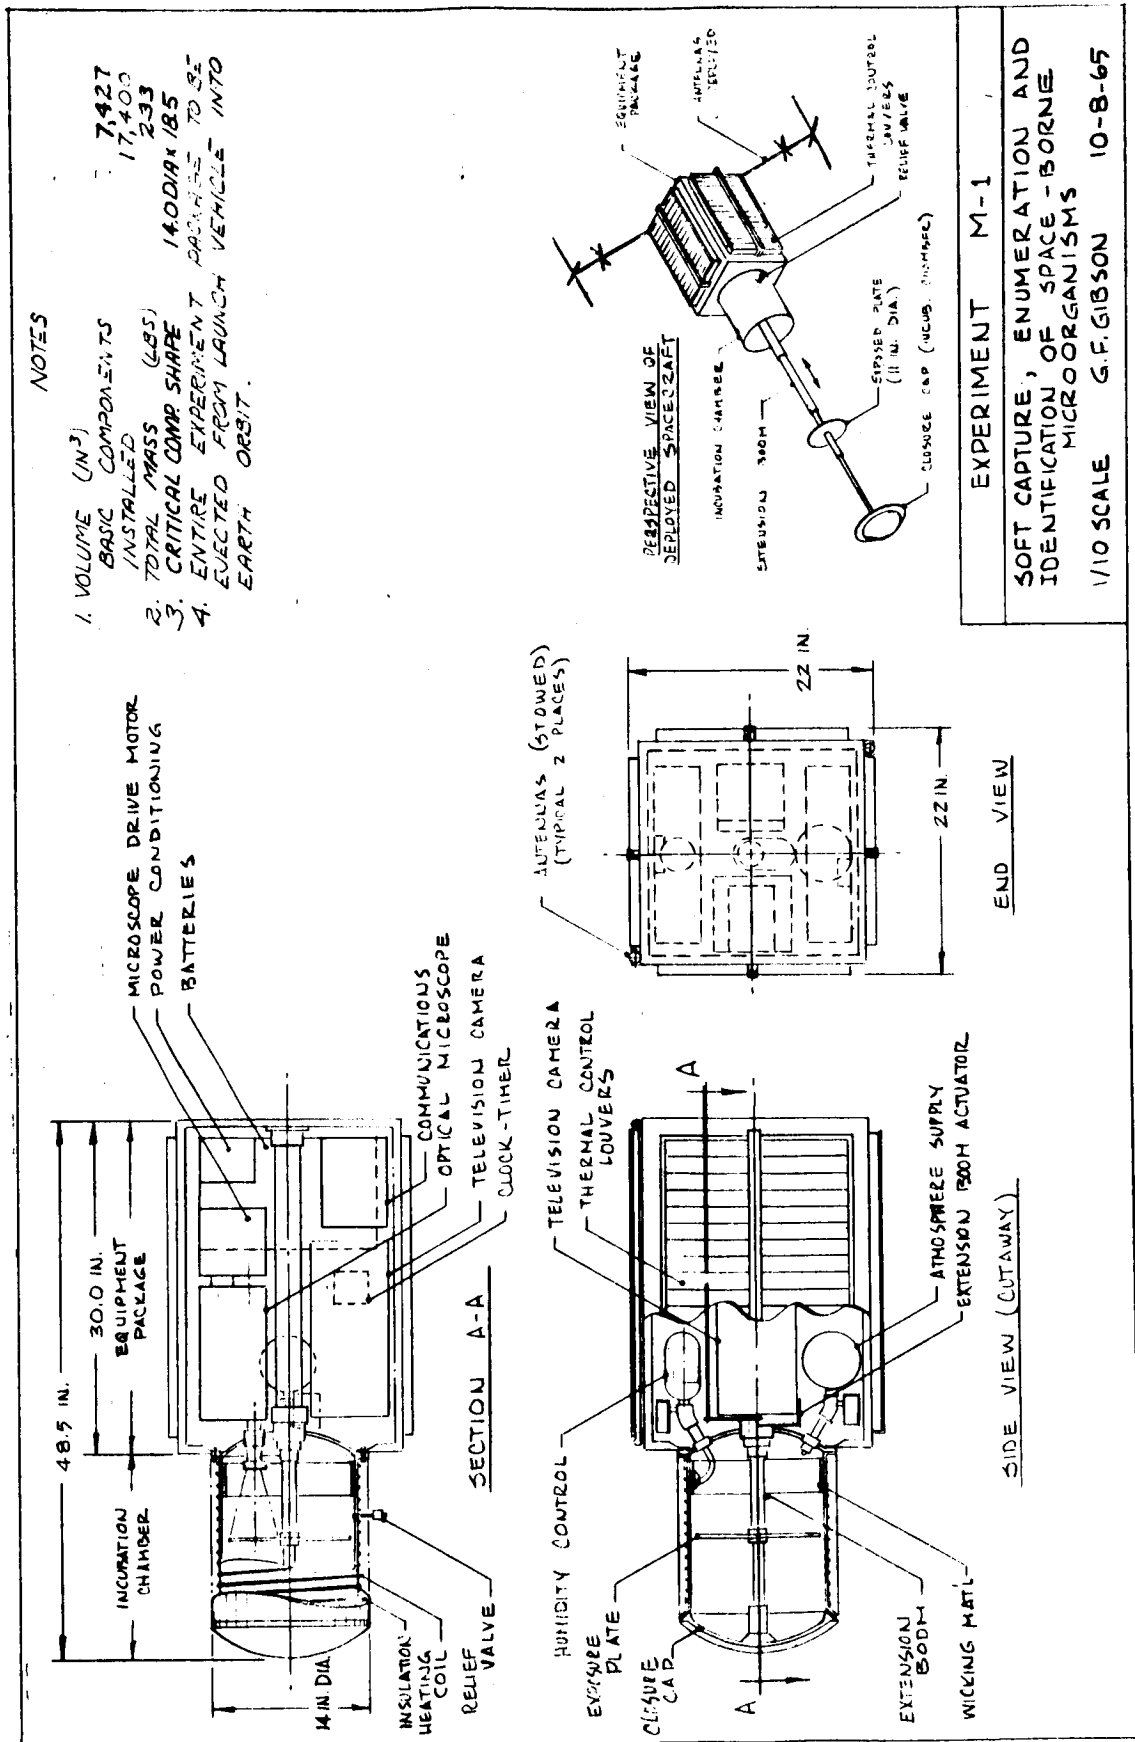 NOTES
1. VOLUME (IN³)
BASIC COMPONENTS 7,427
INSTALLED 17,400
2. TOTAL MASS (LBS) 233
3. CRITICAL COMP. SHAPE 14.0 DIA x 18.5
4. ENTIRE EXPERIMENT PACKAGE TO BE
EJECTED FROM LAUNCH VEHICLE INTO
EARTH ORBIT.
48.5 IN.
30.0 IN.
EQUIPMENT
PACKAGE
INCUBATION
CHAMBER
14 IN. DIA.
MICROSCOPE DRIVE MOTOR
POWER CONDITIONING
BATTERIES
COMMUNICATIONS
OPTICAL MICROSCOPE
TELEVISION CAMERA
CLOCK-TIMER
INSULATION
HEATING
COIL
RELIEF
VALVE
SECTION A-A
HUMIDITY CONTROL
EXPOSURE
PLATE
CLOSURE
CAP
TELEVISION CAMERA
THERMAL CONTROL
LOUVERS
A
A
ATMOSPHERE SUPPLY
EXTENSION BOOM ACTUATOR
EXTENSION
BOOM
WICKING MAT'L
SIDE VIEW (CUTAWAY)
ANTENNAS (STOWED)
(TYPICAL 2 PLACES)
22 IN.
22 IN.
END VIEW
PERSPECTIVE VIEW OF
DEPLOYED SPACECRAFT
EQUIPMENT
PACKAGE
ANTENNAS
DEPLOYED
INCUBATION CHAMBER
EXTENSION BOOM
THERMAL CONTROL
LOUVERS
RELIEF VALVE
EXPOSED PLATE
(11 IN. DIA.)
CLOSURE CAP (INCUB. CHAMBER)
EXPERIMENT M-1
SOFT CAPTURE, ENUMERATION AND
IDENTIFICATION OF SPACE-BORNE
MICROORGANISMS
1/10 SCALE G.F. GIBSON 10-8-65